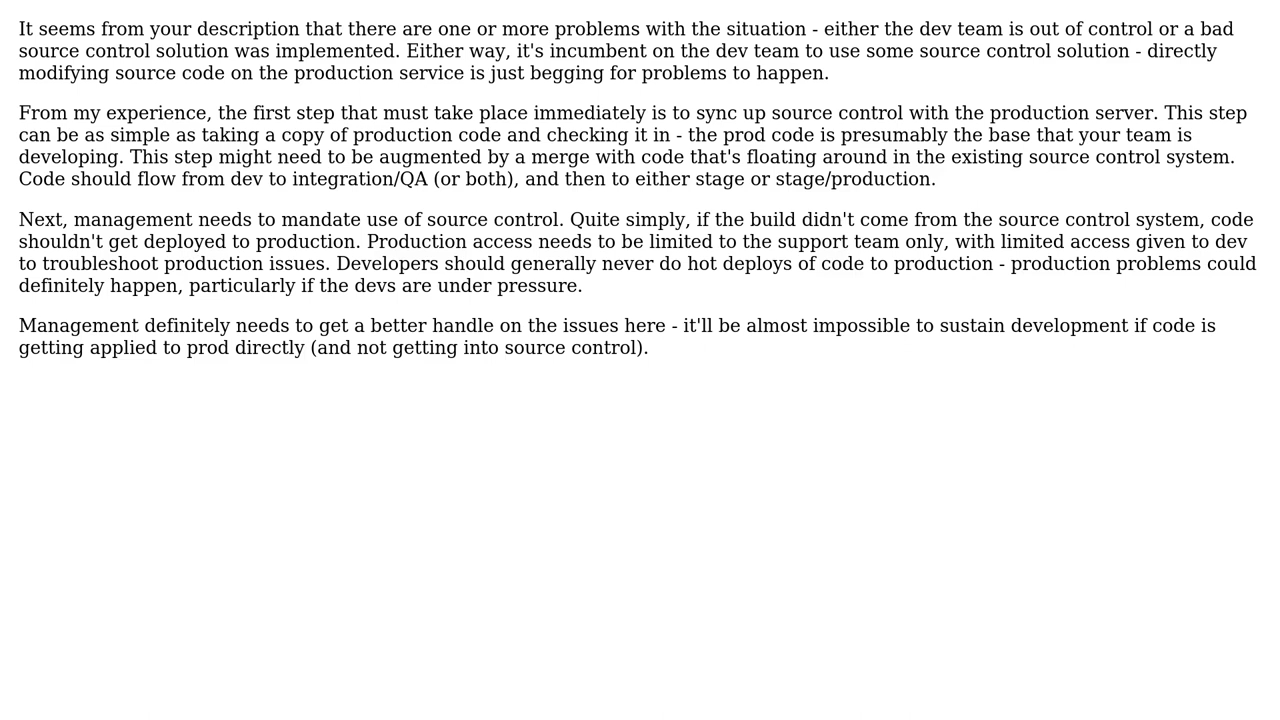 It seems from your description that there are one or more problems with the situation - either the dev team is out of control or a bad
source control solution was implemented. Either way, it's incumbent on the dev team to use some source control solution - directly
modifying source code on the production service is just begging for problems to happen.
From my experience, the first step that must take place immediately is to sync up source control with the production server. This step
can be as simple as taking a copy of production code and checking it in - the prod code is presumably the base that your team is
developing. This step might need to be augmented by a merge with code that's floating around in the existing source control system.
Code should flow from dev to integration/QA (or both), and then to either stage or stage/production.
Next, management needs to mandate use of source control. Quite simply, if the build didn't come from the source control system, code
shouldn't get deployed to production. Production access needs to be limited to the support team only, with limited access given to dev
to troubleshoot production issues. Developers should generally never do hot deploys of code to production - production problems could
definitely happen, particularly if the devs are under pressure.
Management definitely needs to get a better handle on the issues here - it'll be almost impossible to sustain development if code is
getting applied to prod directly (and not getting into source control).